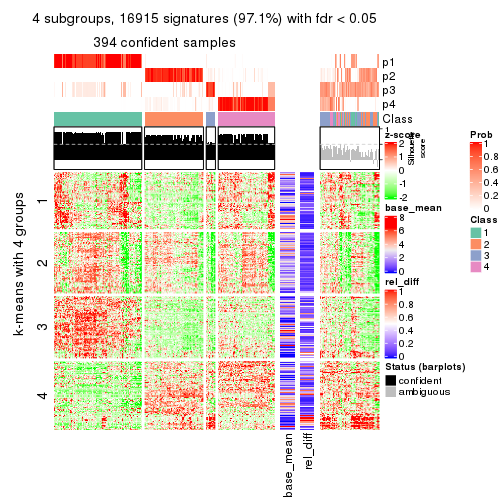 4 subgroups, 16915 signatures (97.1%) with fdr < 0.05
394 confident samples
p1
p2
p3
p4
Class
1
Silhouette
score
k-means with 4 groups
1
2
3
4
base_mean
rel_diff
z-score
2
1
0
-1
-2
base_mean
8
6
4
2
0
rel_diff
1
0.8
0.6
0.4
0.2
0
Status (barplots)
confident
ambiguous
Prob
1
0.8
0.6
0.4
0.2
0
Class
1
2
3
4